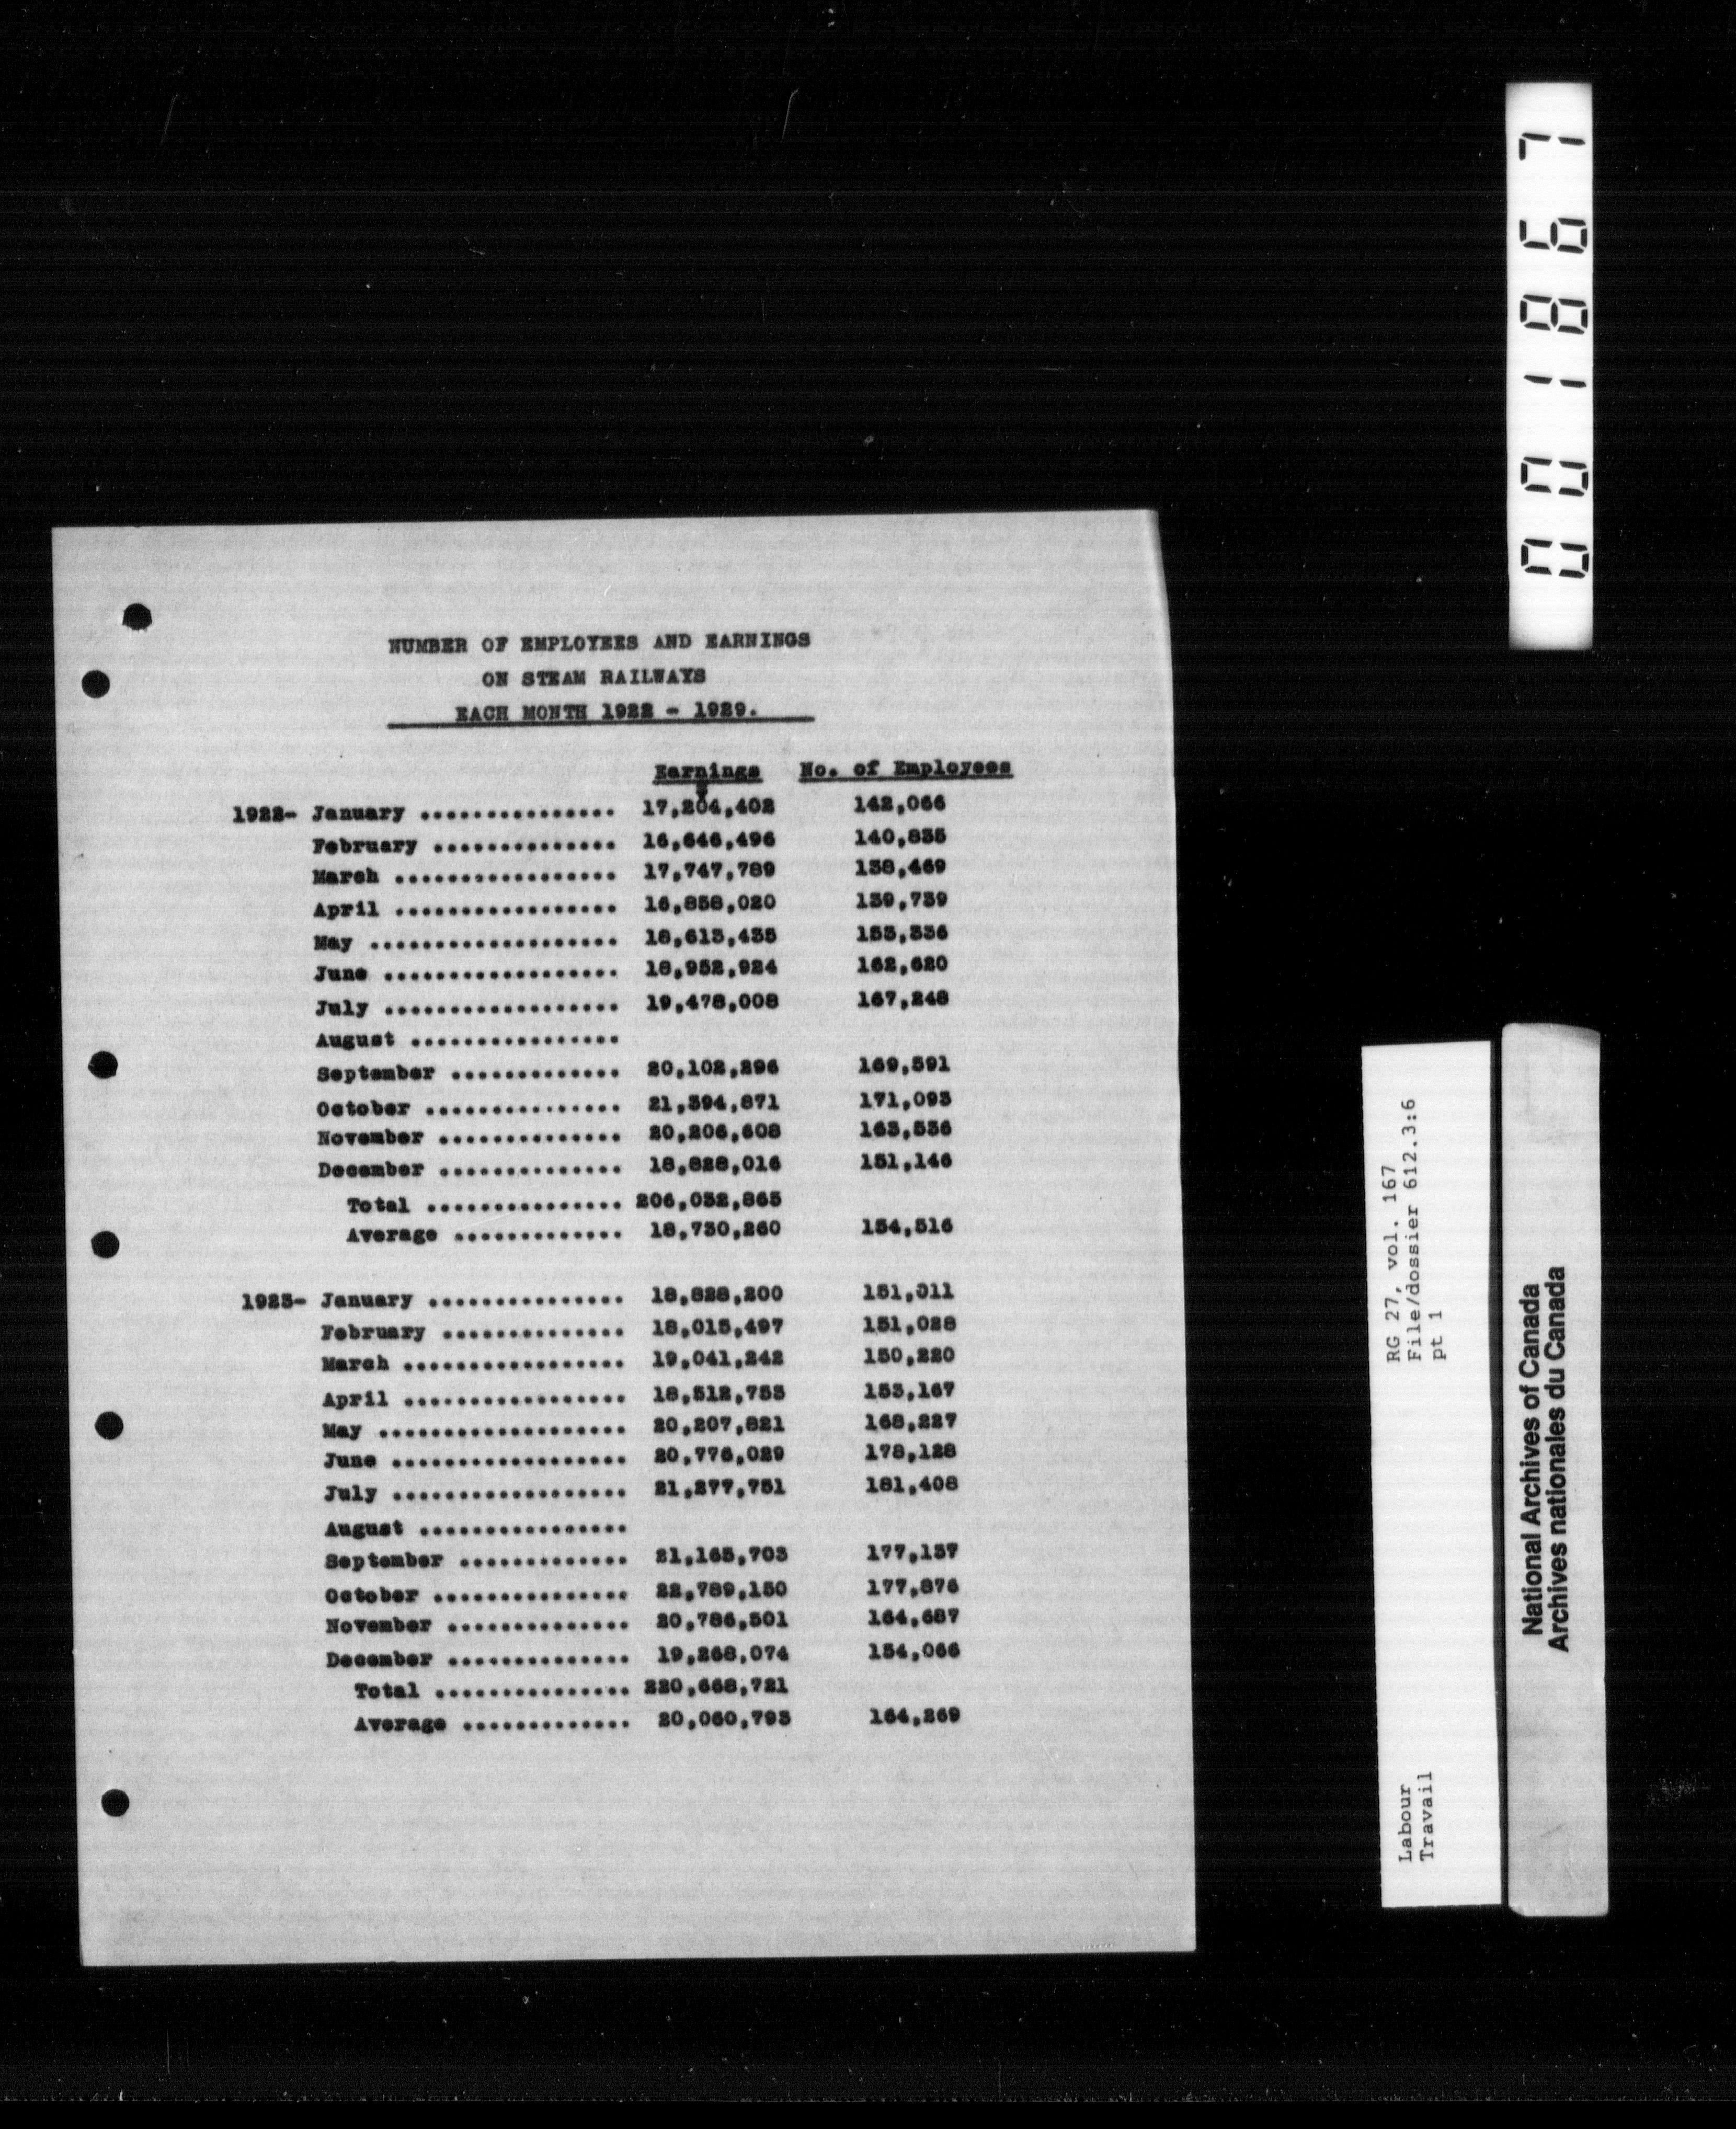 NUMBER OF EMPLOYEES AND EARNINGS
ON STEAM RAILWAYS
EACH MONTH 1922 - 1929.
Earnings No. of Employees
$
1922- January ............... 17,204,402 142,066
February .............. 16,646,496 140,835
March ................. 17,747,789 138,469
April ................. 16,858,020 139,739
May ................... 18,613,435 153,336
June .................. 18,952,924 162,620
July .................. 19,478,008 167,248
August ................
September ............. 20,102,296 169,591
October ............... 21,394,871 171,093
November .............. 20,206,608 163,536
December .............. 18,828,016 151,146
Total ............... 206,032,865
Average ............. 18,730,260 154,516
1923- January ............... 18,828,200 151,011
February .............. 18,015,497 151,028
March ................. 19,041,242 150,220
April ................. 18,512,753 153,167
May ................... 20,207,821 168,227
June .................. 20,776,029 178,128
July .................. 21,277,751 181,408
August ................
September ............. 21,165,703 177,137
October ............... 22,789,150 177,876
November .............. 20,786,501 164,687
December .............. 19,268,074 154,066
Total ............... 220,668,721
Average ............. 20,060,793 164,269
001867
RG 27, vol. 167
File/dossier 612.3:6
pt 1
Labour
Travail
National Archives of Canada
Archives nationales du Canada